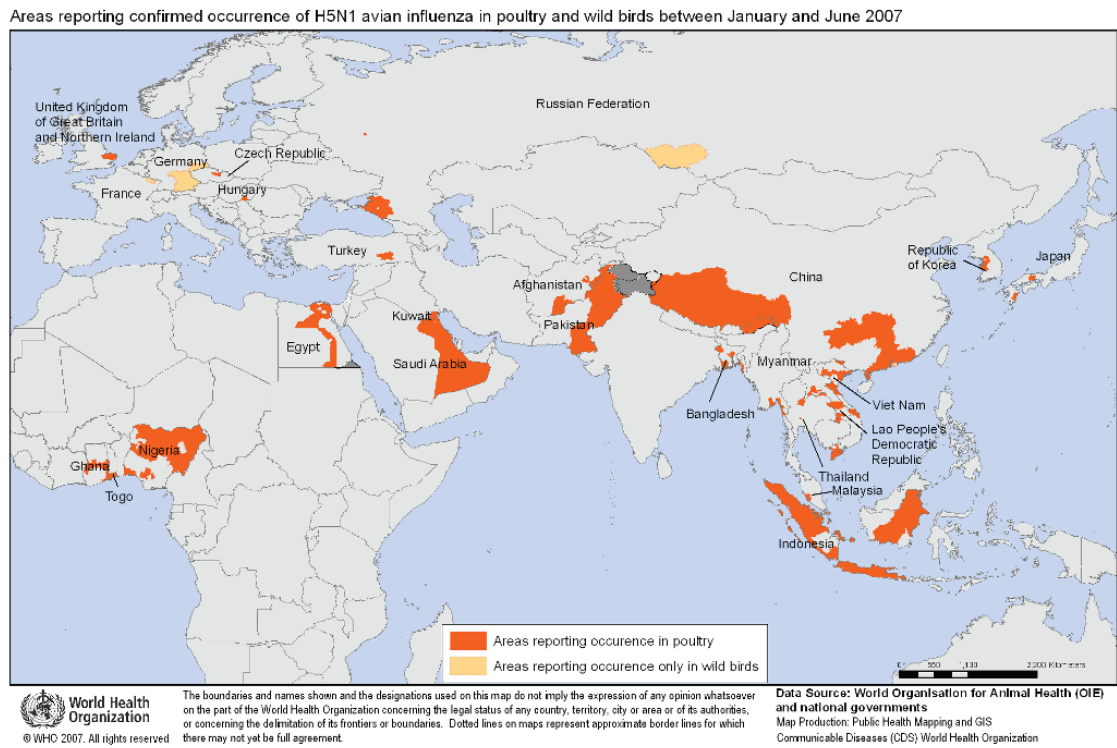 Areas reporting confirmed occurrence of H5N1 avian influenza in poultry and wild birds between January and June 2007
United Kingdom
of Great Britain
and Northern Ireland
Russian Federation
Germany
Czech Republic
France
Hungary
Turkey
Republic
of Korea
Japan
China
Afghanistan
Kuwait
Pakistan
Egypt
Saudi Arabia
Myanmar
Bangladesh
Viet Nam
Lao People's
Democratic
Republic
Nigeria
Ghana
Togo
Thailand
Malaysia
Indonesia
Areas reporting occurence in poultry
Areas reporting occurence only in wild birds
0 550 1,100 2,200 Kilometers
World Health
Organization
© WHO 2007. All rights reserved
The boundaries and names shown and the designations used on this map do not imply the expression of any opinion whatsoever
on the part of the World Health Organization concerning the legal status of any country, territory, city or area or of its authorities,
or concerning the delimitation of its frontiers or boundaries. Dotted lines on maps represent approximate border lines for which
there may not yet be full agreement.
Data Source: World Organisation for Animal Health (OIE)
and national governments
Map Production: Public Health Mapping and GIS
Communicable Diseases (CDS) World Health Organization